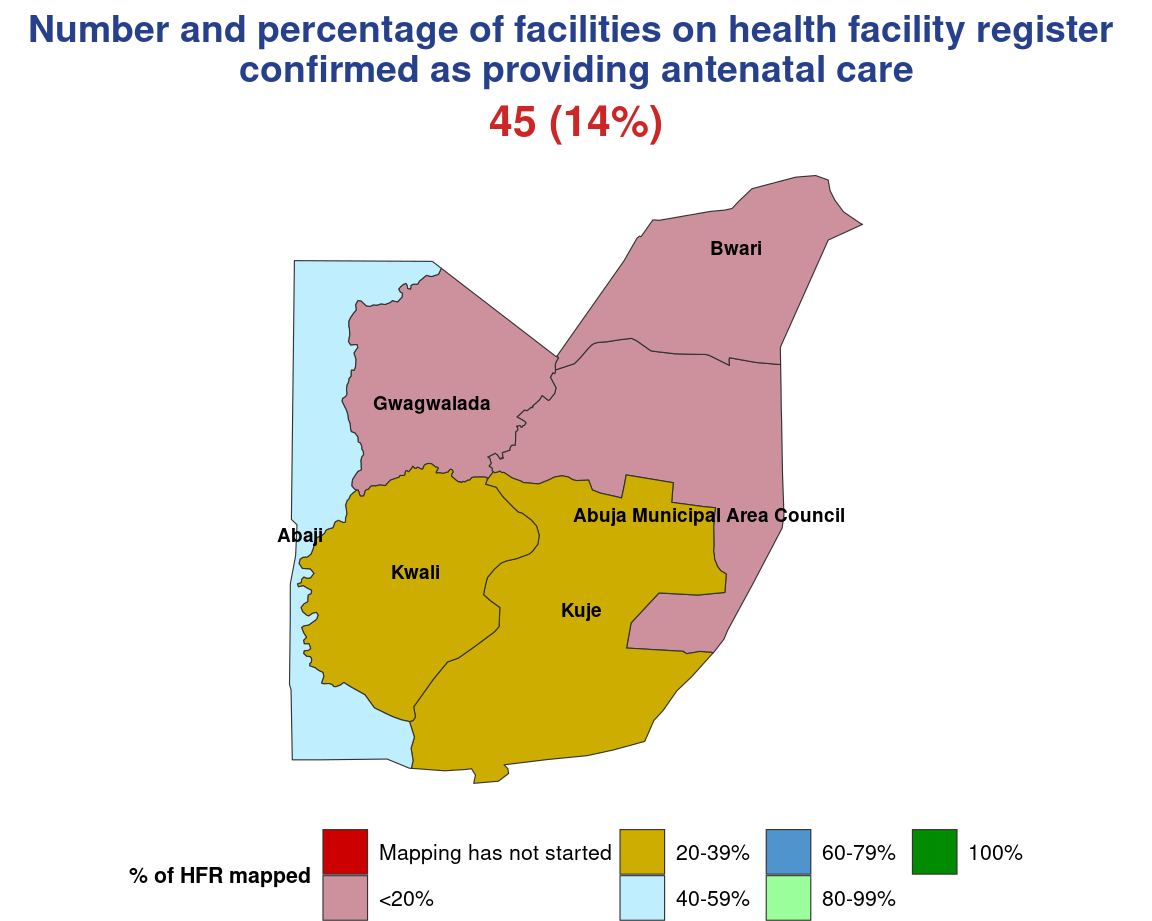 Number and percentage of facilities on health facility register
confirmed as providing antenatal care
45 (14%)
Bwari
Gwagwalada
Abuja Municipal Area Council
Abaji
Kwali
Kuje
% of HFR mapped
Mapping has not started
<20%
20-39%
40-59%
60-79%
80-99%
100%